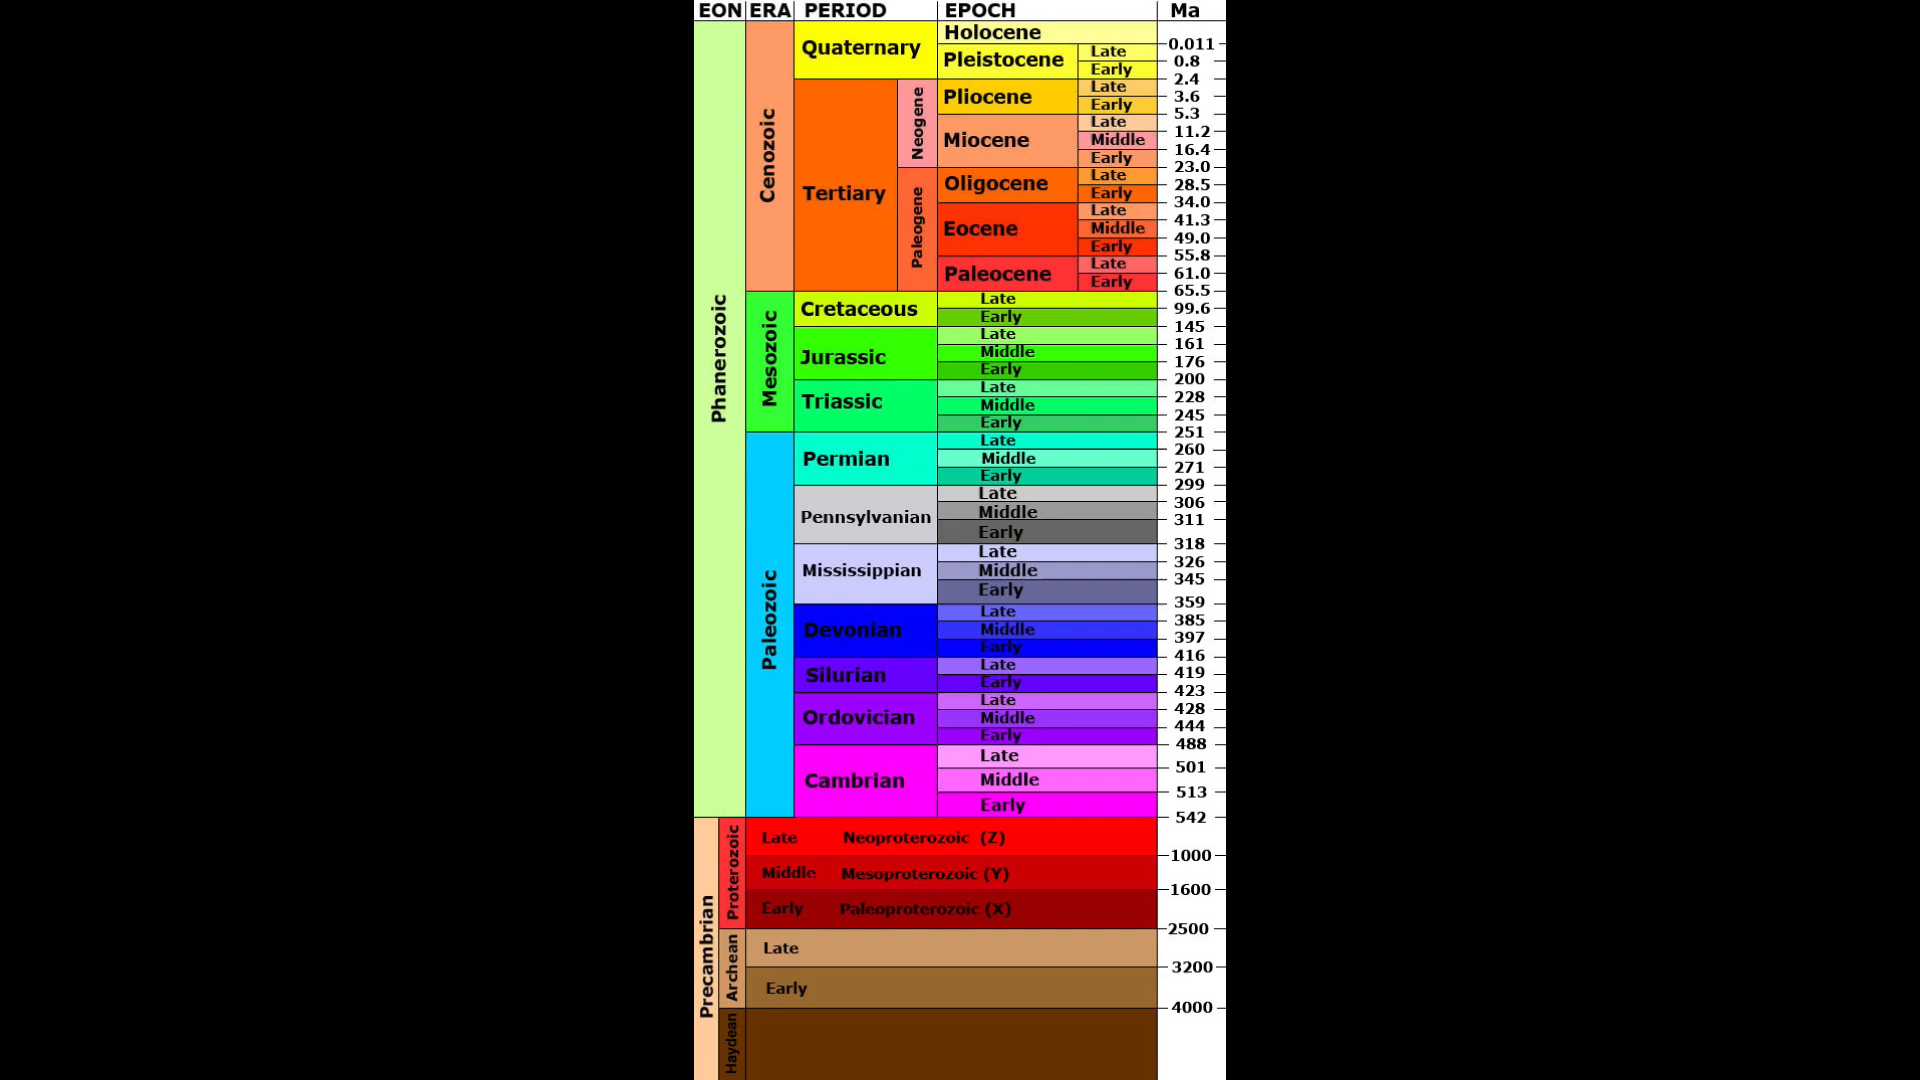 EON ERA PERIOD EPOCH Ma
Phanerozoic
Cenozoic
Quaternary
Holocene
0.011
Pleistocene
Late
0.8
Early
2.4
Tertiary
Neogene
Pliocene
Late
3.6
Early
5.3
Miocene
Late
11.2
Middle
16.4
Early
23.0
Paleogene
Oligocene
Late
28.5
Early
34.0
Eocene
Late
41.3
Middle
49.0
Early
55.8
Paleocene
Late
61.0
Early
65.5
Mesozoic
Cretaceous
Late
99.6
Early
145
Jurassic
Late
161
Middle
176
Early
200
Triassic
Late
228
Middle
245
Early
251
Paleozoic
Permian
Late
260
Middle
271
Early
299
Pennsylvanian
Late
306
Middle
311
Early
318
Mississippian
Late
326
Middle
345
Early
359
Devonian
Late
385
Middle
397
Early
416
Silurian
Late
419
Early
423
Ordovician
Late
428
Middle
444
Early
488
Cambrian
Late
501
Middle
513
Early
542
Precambrian
Proterozoic
Late Neoproterozoic (Z)
1000
Middle Mesoproterozoic (Y)
1600
Early Paleoproterozoic (X)
2500
Archean
Late
3200
Early
4000
Haydean